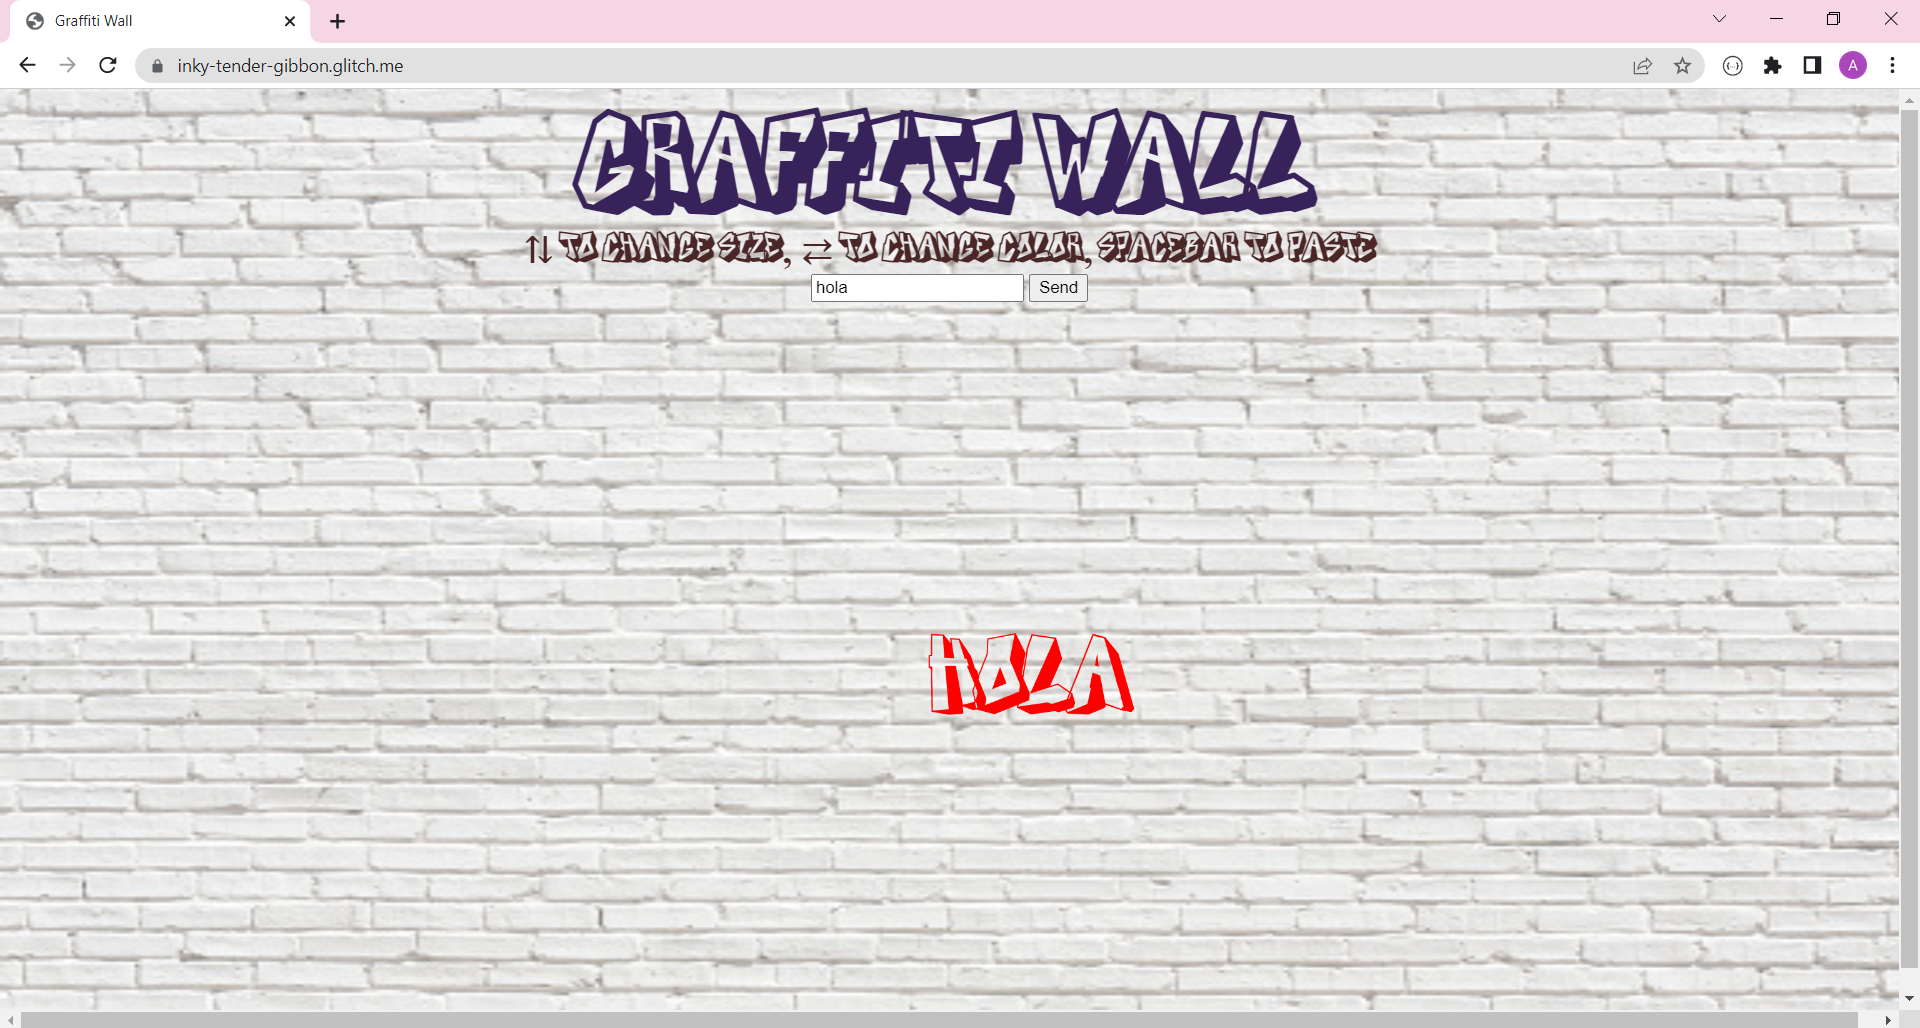 Graffiti Wall
inky-tender-gibbon.glitch.me
A
GRAFFITI WALL
⇅ TO CHANGE SIZE, ⇄ TO CHANGE COLOR, SPACEBAR TO PASTE
hola Send
HOLA